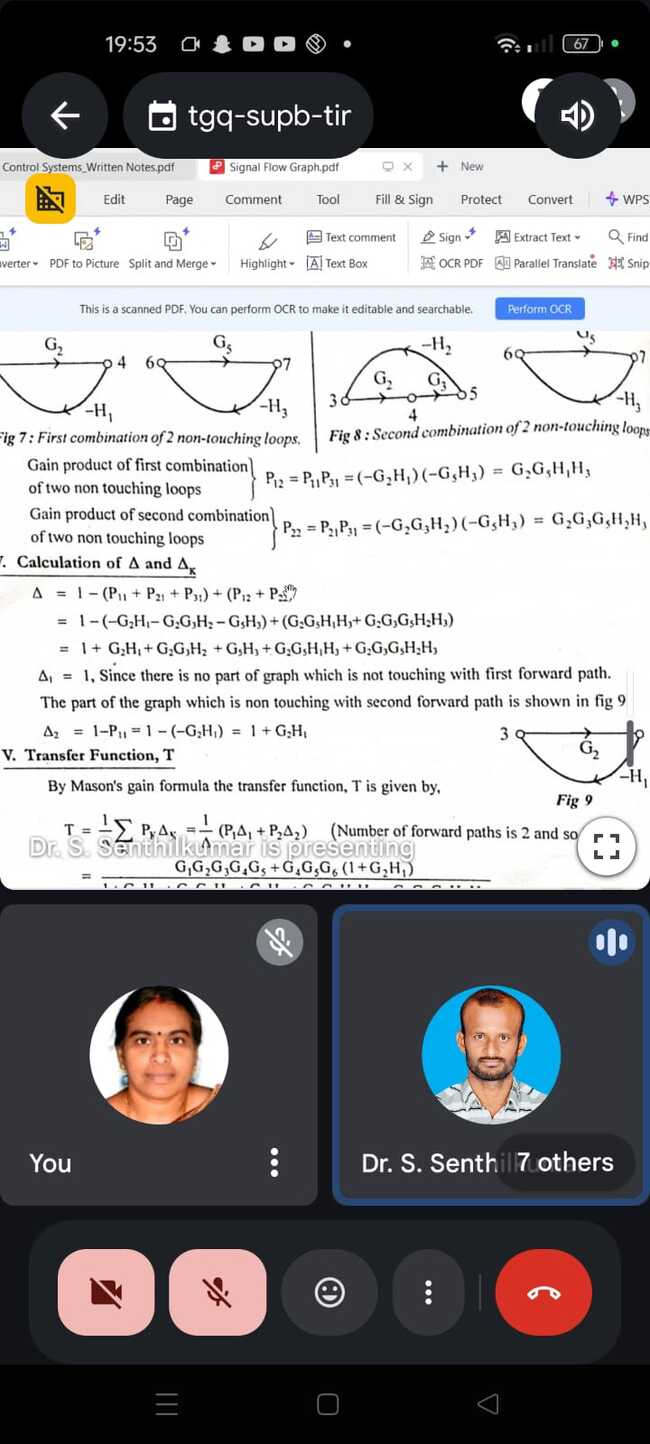 19:53
67
tgq-supb-tir
Control Systems_Written Notes.pdf
Signal Flow Graph.pdf
New
Edit
Page
Comment
Tool
Fill & Sign
Protect
Convert
WPS
Text comment
Sign
Extract Text
Find
PDF to Picture
Split and Merge
Highlight
Text Box
OCR PDF
Parallel Translate
Snip
This is a scanned PDF. You can perform OCR to make it editable and searchable.
Perform OCR
G₂
4
6
G₅
7
-H₁
-H₃
-H₂
6
7
3
G₂
G₃
5
4
-H₃
Fig 7 : First combination of 2 non-touching loops.
Fig 8 : Second combination of 2 non-touching loops
Gain product of first combination
of two non touching loops
P₁₂ = P₁₁P₃₁ = (-G₂H₁) (-G₅H₃) = G₂G₅H₁H₃
Gain product of second combination
of two non touching loops
P₂₂ = P₂₁P₃₁ = (-G₂G₃H₂) (-G₅H₃) = G₂G₃G₅H₂H₃
. Calculation of Δ and Δ_K
Δ = 1 - (P₁₁ + P₂₁ + P₃₁) + (P₁₂ + P₂₂)
= 1 - (-G₂H₁ - G₂G₃H₂ - G₅H₃) + (G₂G₅H₁H₃ + G₂G₃G₅H₂H₃)
= 1 + G₂H₁ + G₂G₃H₂ + G₅H₃ + G₂G₅H₁H₃ + G₂G₃G₅H₂H₃
Δ₁ = 1, Since there is no part of graph which is not touching with first forward path.
The part of the graph which is non touching with second forward path is shown in fig 9
Δ₂ = 1-P₁₁ = 1 - (-G₂H₁) = 1 + G₂H₁
3
G₂
-H₁
Fig 9
V. Transfer Function, T
By Mason's gain formula the transfer function, T is given by,
T = 1/Δ Σ P_KΔ_K = 1/Δ (P₁Δ₁ + P₂Δ₂) (Number of forward paths is 2 and so
Dr. S. Senthilkumar is presenting
= G₁G₂G₃G₄G₅ + G₄G₅G₆ (1+G₂H₁)
You
Dr. S. Senthilkuma
7 others